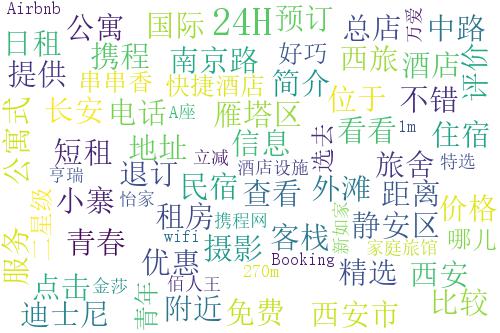 Airbnb
公寓
国际
24H
预订
总店
万爱
中路
日租
携程
南京路
好巧
西旅
酒店
评价
提供
串串香
快捷酒店
简介
位于
不错
公寓式
长安
电话
A座
雁塔区
看看
1m
住宿
短租
地址
立减
信息
选去
旅舍
特选
亨瑞
退订
酒店设施
民宿
查看
外滩
距离
二星级
小寨
怡家
租房
携程网
新如家
静安区
价格
服务
青春
wifi
摄影
客栈
家庭旅馆
哪儿
优惠
270m
Booking
精选
西安
点击
金莎
青年
佰人王
比较
迪士尼
附近
免费
西安市